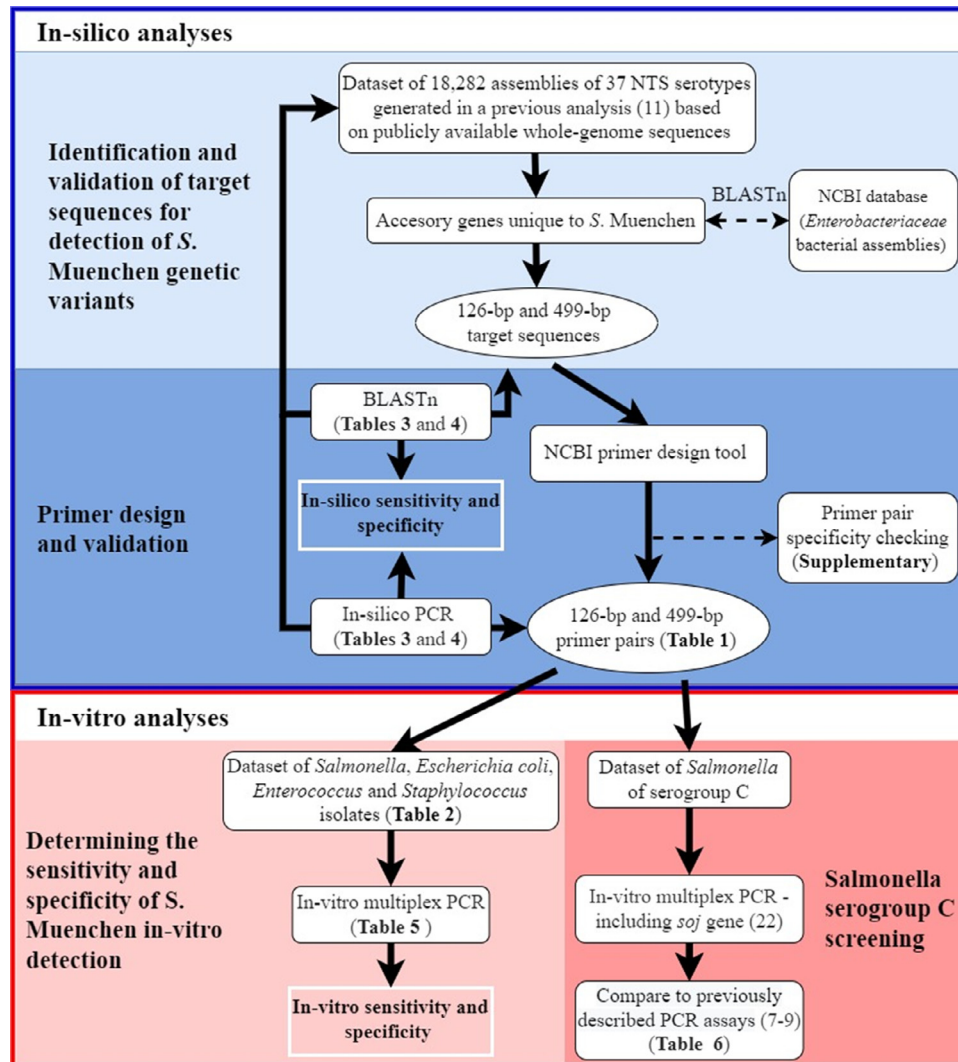 In-silico analyses
Identification and
validation of target
sequences for
detection of S.
Muenchen genetic
variants
Dataset of 18,282 assemblies of 37 NTS serotypes
generated in a previous analysis (11) based
on publicly available whole-genome sequences
Accesory genes unique to S. Muenchen
BLASTn
NCBI database
(Enterobacteriaceae
bacterial assemblies)
126-bp and 499-bp
target sequences
Primer design
and validation
BLASTn
(Tables 3 and 4)
In-silico sensitivity and
specificity
In-silico PCR
(Tables 3 and 4)
NCBI primer design tool
Primer pair
specificity checking
(Supplementary)
126-bp and 499-bp
primer pairs (Table 1)
In-vitro analyses
Determining the
sensitivity and
specificity of S.
Muenchen in-vitro
detection
Dataset of Salmonella, Escherichia coli,
Enterococcus and Staphylococcus
isolates (Table 2)
In-vitro multiplex PCR
(Table 5 )
In-vitro sensitivity and
specificity
Dataset of Salmonella
of serogroup C
In-vitro multiplex PCR -
including soj gene (22)
Compare to previously
described PCR assays (7-9)
(Table 6)
Salmonella
serogroup C
screening